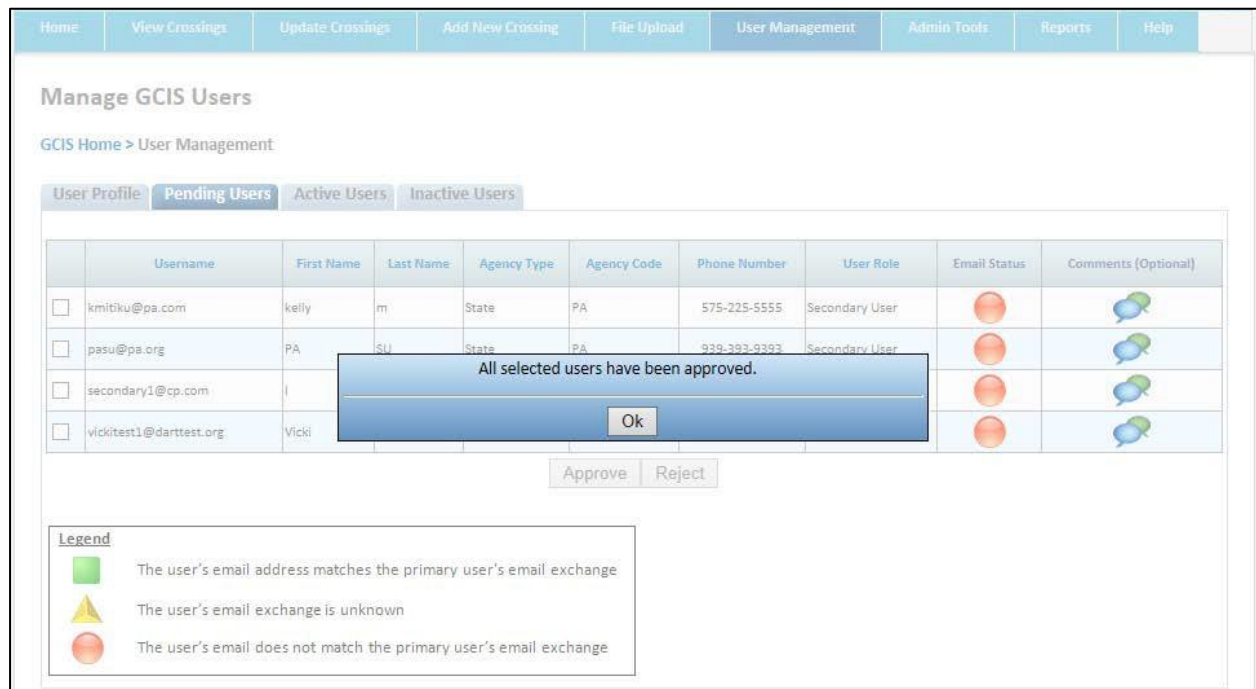 Home View Crossings Update Crossings Add New Crossing File Upload User Management Admin Tools Reports Help
Manage GCIS Users
GCIS Home > User Management
User Profile Pending Users Active Users Inactive Users
Username First Name Last Name Agency Type Agency Code Phone Number User Role Email Status Comments (Optional)
kmitiku@pa.com kelly m State PA 575-225-5555 Secondary User
pasu@pa.org PA SU State PA 939-393-9393 Secondary User
All selected users have been approved.
secondary1@cp.com
Ok
vickitest1@darttest.org Vicki
Approve Reject
Legend
The user's email address matches the primary user's email exchange
The user's email exchange is unknown
The user's email does not match the primary user's email exchange